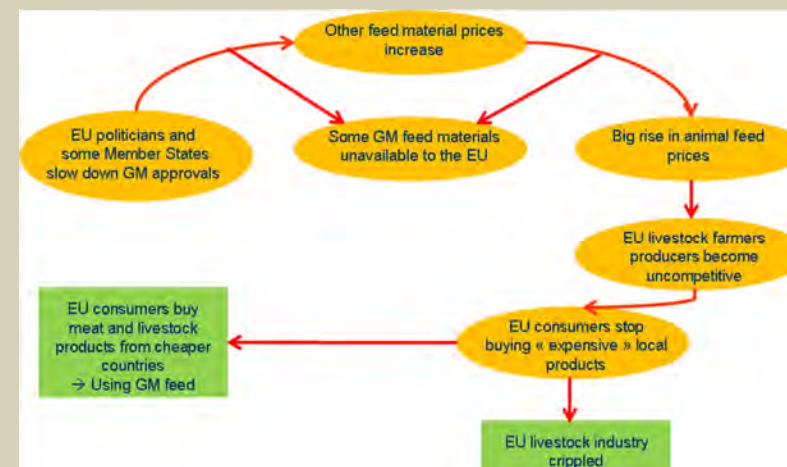 Other feed material prices
increase
EU politicians and
some Member States
slow down GM approvals
Some GM feed materials
unavailable to the EU
Big rise in animal feed
prices
EU livestock farmers
producers become
uncompetitive
EU consumers buy
meat and livestock
products from cheaper
countries
→ Using GM feed
EU consumers stop
buying « expensive » local
products
EU livestock industry
crippled